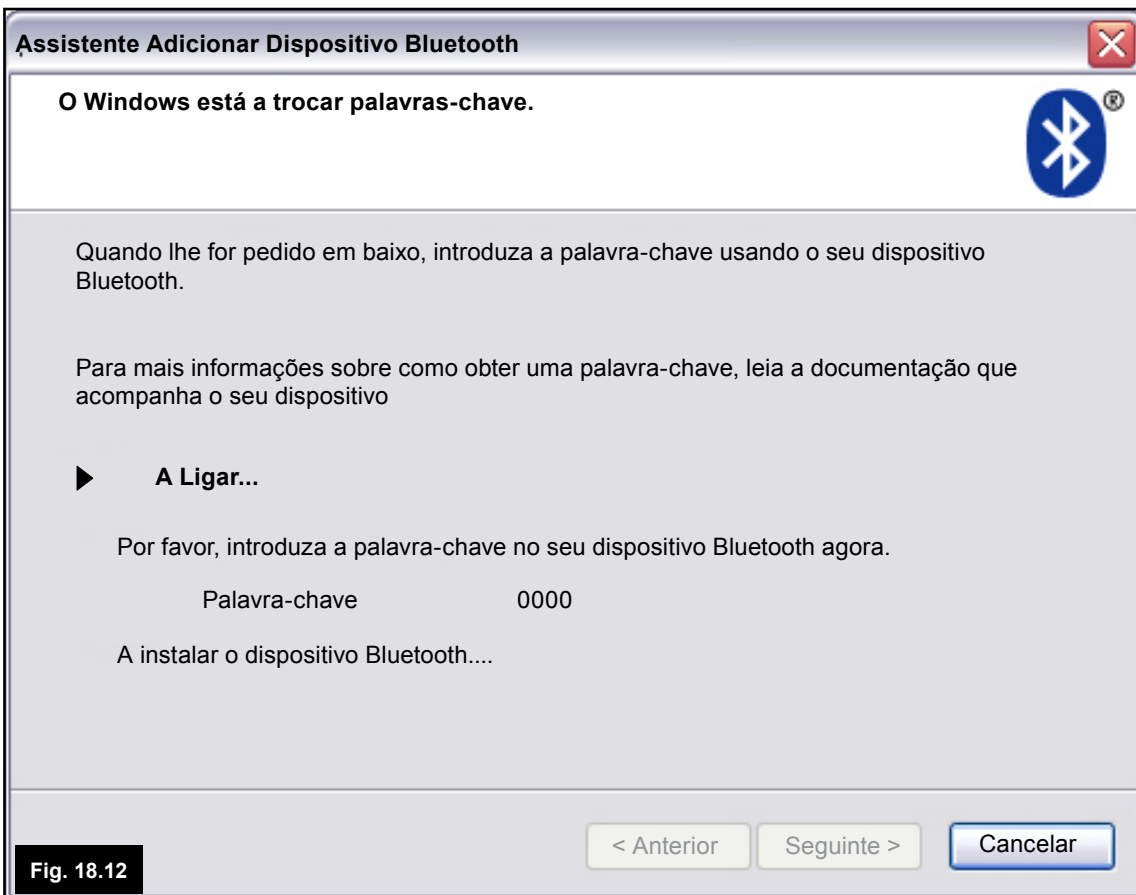 Assistente Adicionar Dispositivo Bluetooth
O Windows está a trocar palavras-chave.
®
Quando lhe for pedido em baixo, introduza a palavra-chave usando o seu dispositivo
Bluetooth.
Para mais informações sobre como obter uma palavra-chave, leia a documentação que
acompanha o seu dispositivo
A Ligar...
Por favor, introduza a palavra-chave no seu dispositivo Bluetooth agora.
Palavra-chave 0000
A instalar o dispositivo Bluetooth....
< Anterior Seguinte > Cancelar
Fig. 18.12